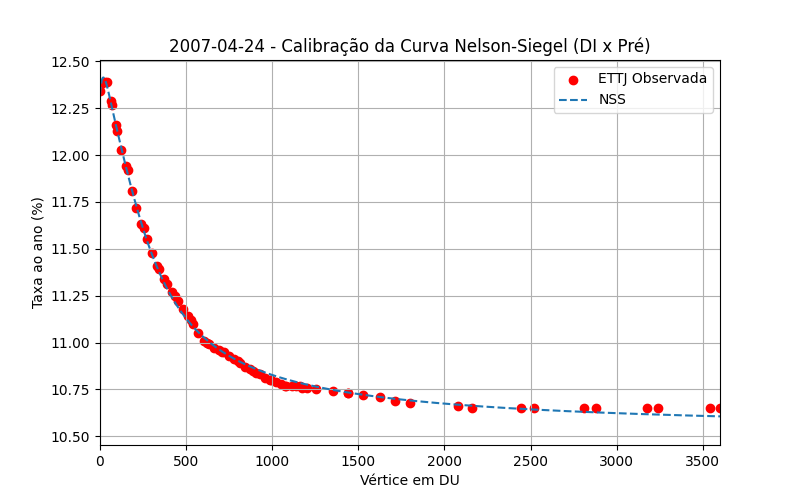 2007-04-24 - Calibração da Curva Nelson-Siegel (DI x Pré)
ETTJ Observada
NSS
Taxa ao ano (%)
12.50
12.25
12.00
11.75
11.50
11.25
11.00
10.75
10.50
0 500 1000 1500 2000 2500 3000 3500
Vértice em DU